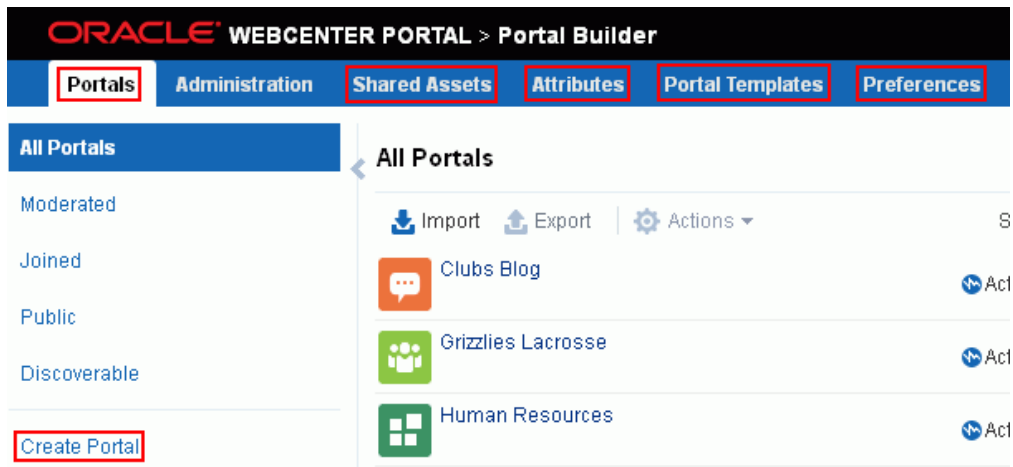 ORACLE WEBCENTER PORTAL > Portal Builder
Portals Administration Shared Assets Attributes Portal Templates Preferences
All Portals
Moderated
Joined
Public
Discoverable
Create Portal
All Portals
Import Export Actions
Clubs Blog
Grizzlies Lacrosse
Human Resources